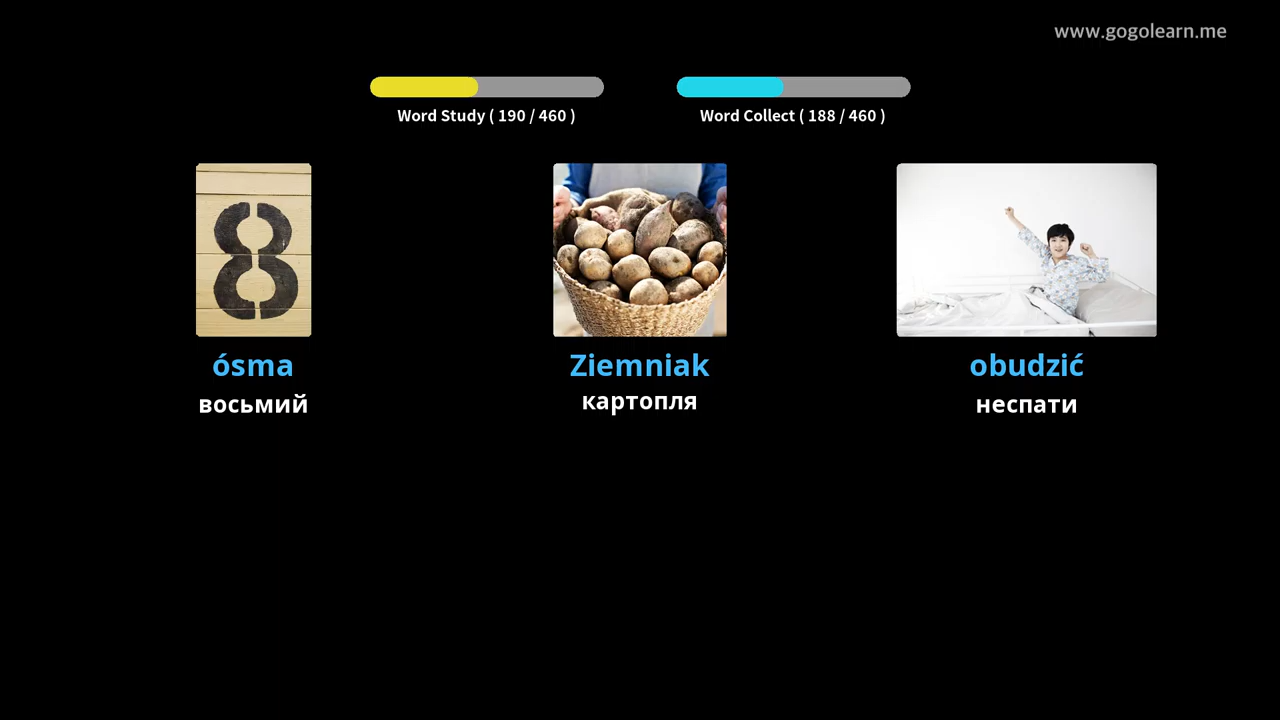 www.gogolearn.me
Word Study ( 190 / 460 )
Word Collect ( 188 / 460 )
8
ósma
Ziemniak
obudzić
восьмий
картопля
неспати